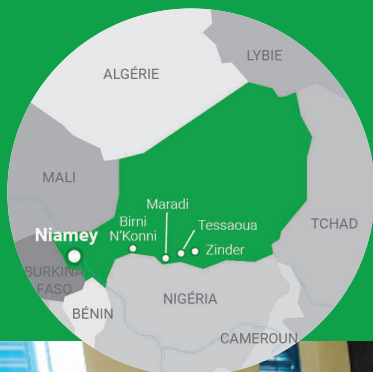 LYBIE
ALGÉRIE
MALI
Maradi
Birni
N'Konni
Tessaoua
TCHAD
Niamey
Zinder
BURKINA
FASO
NIGÉRIA
BÉNIN
CAMEROUN